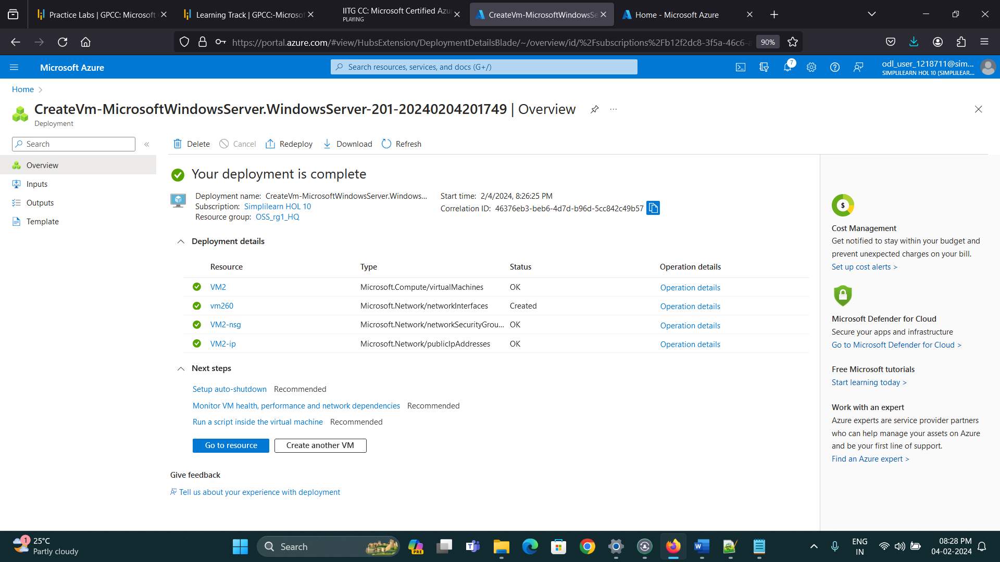 Practice Labs | GPCC: Microsoft
Learning Track | GPCC:-Microsof
IITG CC: Microsoft Certified Azu
PLAYING
CreateVm-MicrosoftWindowsSe
Home - Microsoft Azure
https://portal.azure.com/#view/HubsExtension/DeploymentDetailsBlade/~/overview/id/%2Fsubscriptions%2Fb12f2dc8-3f5a-46c6-a
90%
Microsoft Azure
Search resources, services, and docs (G+/)
7
odl_user_1218711@sim...
SIMPLILEARN HOL 10 (SIMPLILEAR...
Home
CreateVm-MicrosoftWindowsServer.WindowsServer-201-20240204201749 | Overview
Deployment
Search
Overview
Inputs
Outputs
Template
Delete
Cancel
Redeploy
Download
Refresh
Your deployment is complete
Deployment name: CreateVm-MicrosoftWindowsServer.Windows...
Subscription: Simplilearn HOL 10
Resource group: OSS_rg1_HQ
Start time: 2/4/2024, 8:26:25 PM
Correlation ID: 46376eb3-beb6-4d7d-b96d-5cc842c49b57
Deployment details
Resource Type Status Operation details
VM2 Microsoft.Compute/virtualMachines OK Operation details
vm260 Microsoft.Network/networkInterfaces Created Operation details
VM2-nsg Microsoft.Network/networkSecurityGrou... OK Operation details
VM2-ip Microsoft.Network/publicIpAddresses OK Operation details
Next steps
Setup auto-shutdown Recommended
Monitor VM health, performance and network dependencies Recommended
Run a script inside the virtual machine Recommended
Go to resource
Create another VM
Give feedback
Tell us about your experience with deployment
$
Cost Management
Get notified to stay within your budget and
prevent unexpected charges on your bill.
Set up cost alerts >
Microsoft Defender for Cloud
Secure your apps and infrastructure
Go to Microsoft Defender for Cloud >
Free Microsoft tutorials
Start learning today >
Work with an expert
Azure experts are service provider partners
who can help manage your assets on Azure
and be your first line of support.
Find an Azure expert >
1
25°C
Partly cloudy
Search
PRE
ENG
IN
08:28 PM
04-02-2024